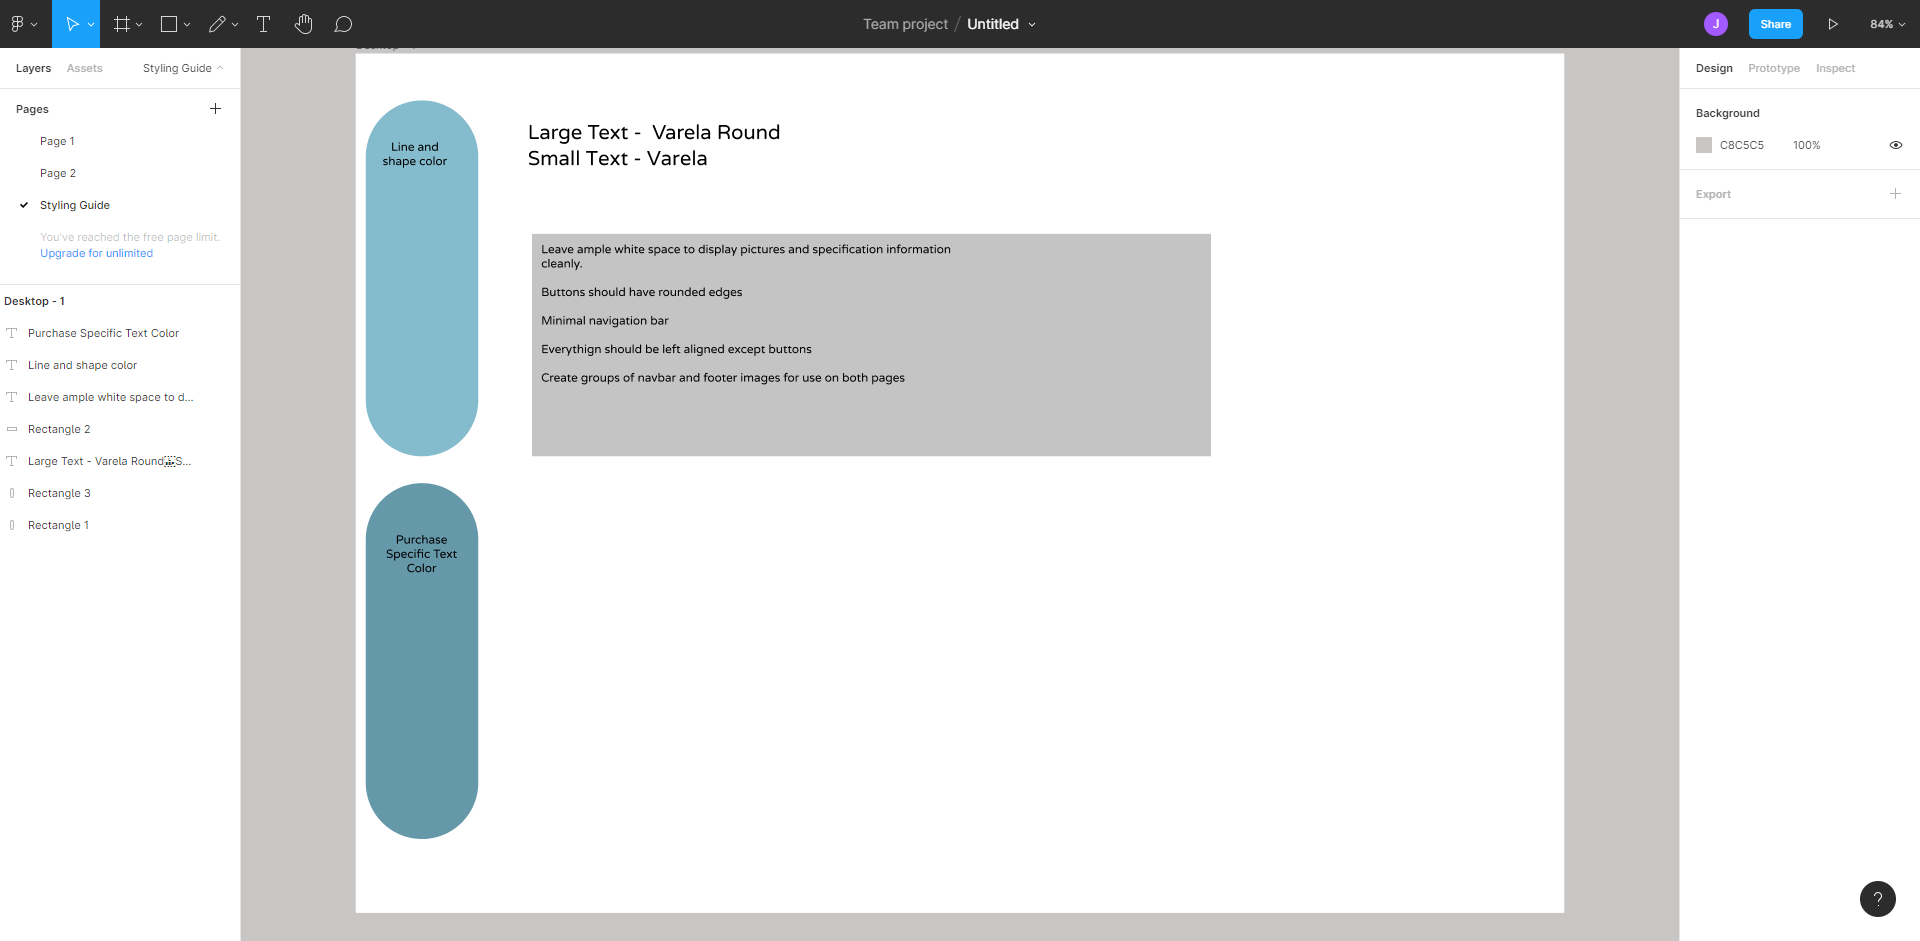 Team project / Untitled
J
Share
84%
Layers
Assets
Styling Guide
Pages
Page 1
Page 2
Styling Guide
You've reached the free page limit.
Upgrade for unlimited
Desktop - 1
Purchase Specific Text Color
Line and shape color
Leave ample white space to d...
Rectangle 2
Large Text - Varela Round S...
Rectangle 3
Rectangle 1
Line and
shape color
Large Text -  Varela Round
Small Text - Varela
Leave ample white space to display pictures and specification information
cleanly.
Buttons should have rounded edges
Minimal navigation bar
Everythign should be left aligned except buttons
Create groups of navbar and footer images for use on both pages
Purchase
Specific Text
Color
Design
Prototype
Inspect
Background
C8C5C5
100%
Export
?